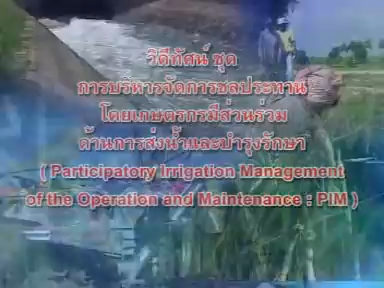 วีดีทัศน์ ชุด
การบริหารจัดการชลประทาน
โดยเกษตรกรมีส่วนร่วม
ด้านการส่งน้ำและบำรุงรักษา
( Participatory Irrigation Management
of the Operation and Maintenance : PIM )